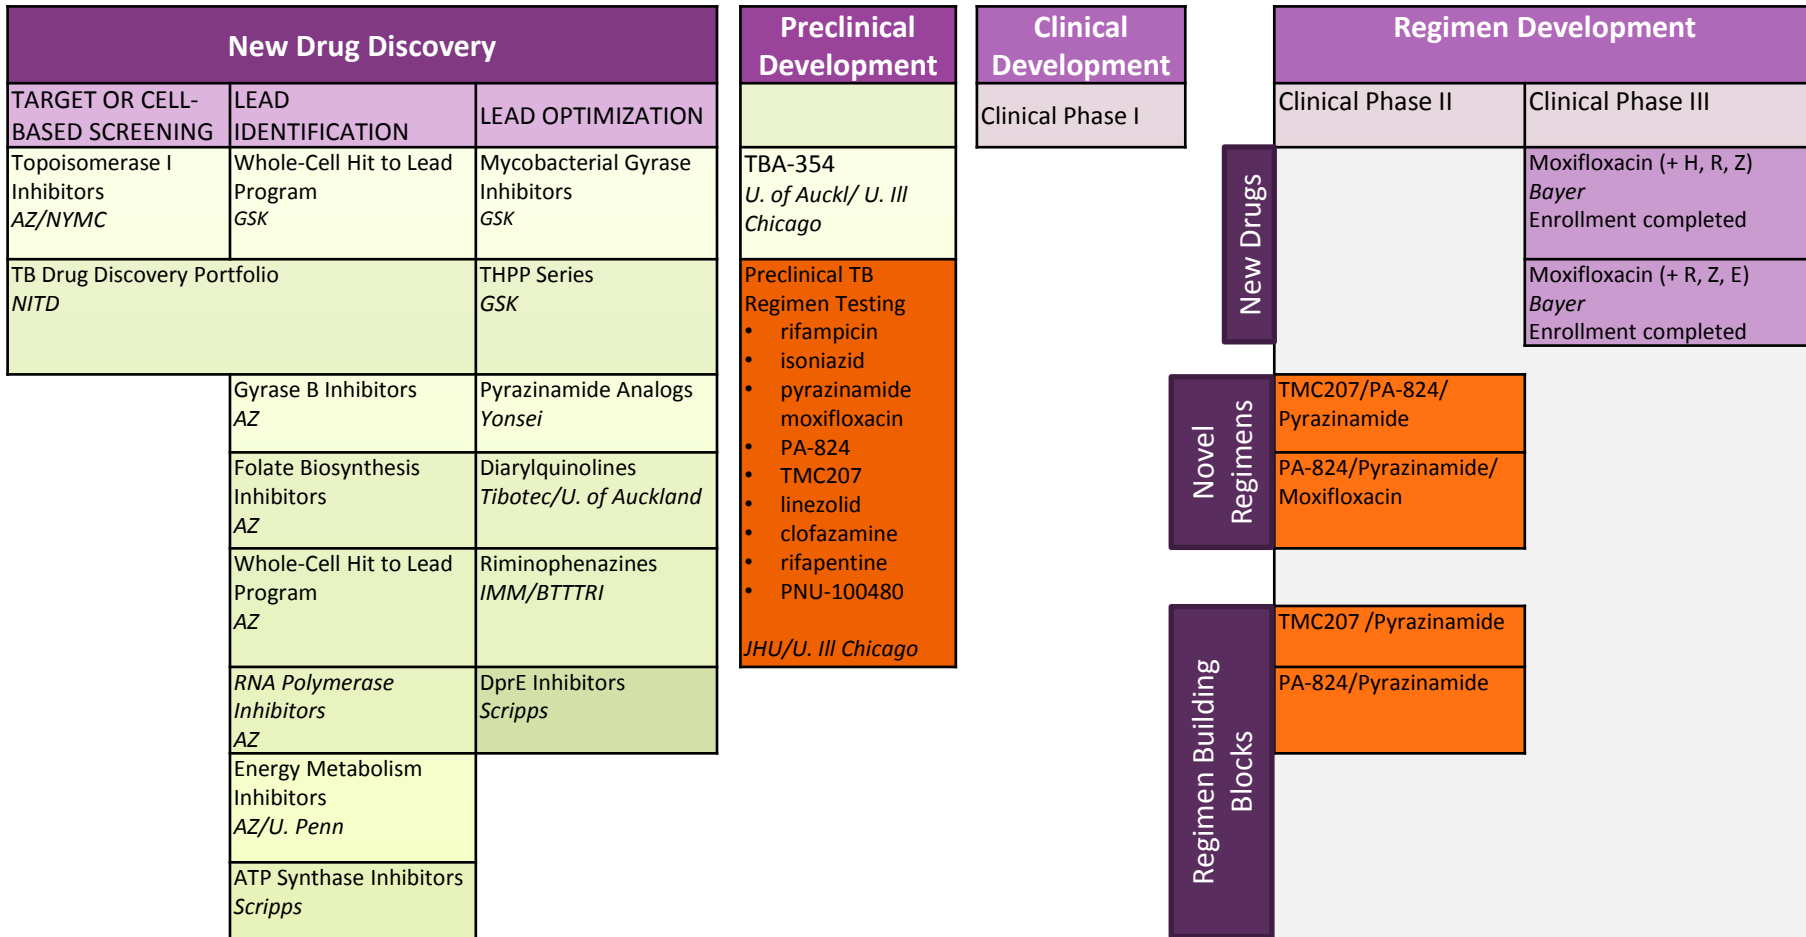 New Drug Discovery
TARGET OR CELL-
BASED SCREENING
LEAD
IDENTIFICATION
LEAD OPTIMIZATION
Topoisomerase I
Inhibitors
AZ/NYMC
Whole-Cell Hit to Lead
Program
GSK
Mycobacterial Gyrase
Inhibitors
GSK
TB Drug Discovery Portfolio
NITD
THPP Series
GSK
Gyrase B Inhibitors
AZ
Pyrazinamide Analogs
Yonsei
Folate Biosynthesis
Inhibitors
AZ
Diarylquinolines
Tibotec/U. of Auckland
Whole-Cell Hit to Lead
Program
AZ
Riminophenazines
IMM/BTTTRI
RNA Polymerase
Inhibitors
AZ
DprE Inhibitors
Scripps
Energy Metabolism
Inhibitors
AZ/U. Penn
ATP Synthase Inhibitors
Scripps
Preclinical
Development
TBA-354
U. of Auckl/ U. Ill
Chicago
Preclinical TB
Regimen Testing
• rifampicin
• isoniazid
• pyrazinamide
moxifloxacin
• PA-824
• TMC207
• linezolid
• clofazamine
• rifapentine
• PNU-100480
JHU/U. Ill Chicago
Clinical
Development
Clinical Phase I
Regimen Development
Clinical Phase II
Clinical Phase III
New Drugs
Moxifloxacin (+ H, R, Z)
Bayer
Enrollment completed
Moxifloxacin (+ R, Z, E)
Bayer
Enrollment completed
Novel
Regimens
TMC207/PA-824/
Pyrazinamide
PA-824/Pyrazinamide/
Moxifloxacin
Regimen Building
Blocks
TMC207 /Pyrazinamide
PA-824/Pyrazinamide